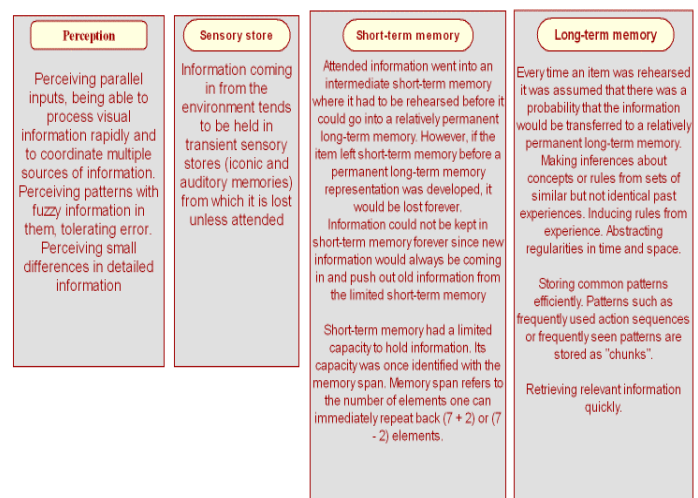 Perception
Perceiving parallel
inputs, being able to
process visual
information rapidly and
to coordinate multiple
sources of information.
Perceiving patterns with
fuzzy information in
them, tolerating error.
Perceiving small
differences in detailed
information
Sensory store
Information coming
in from the
environment tends
to be held in
transient sensory
stores (iconic and
auditory memories)
from which it is lost
unless attended
Short-term memory
Attended information went into an
intermediate short-term memory
where it had to be rehearsed before it
could go into a relatively permanent
long-term memory. However, if the
item left short-term memory before a
permanent long-term memory
representation was developed, it
would be lost forever.
Information could not be kept in
short-term memory forever since new
information would always be coming
in and push out old information from
the limited short-term memory
Short-term memory had a limited
capacity to hold information. Its
capacity was once identified with the
memory span. Memory span refers to
the number of elements one can
immediately repeat back (7 + 2) or (7
- 2) elements.
Long-term memory
Every time an item was rehearsed
it was assumed that there was a
probability that the information
would be transferred to a relatively
permanent long-term memory.
Making inferences about
concepts or rules from sets of
similar but not identical past
experiences. Inducing rules from
experience. Abstracting
regularities in time and space.
Storing common patterns
efficiently. Patterns such as
frequently used action sequences
or frequently seen patterns are
stored as "chunks".
Retrieving relevant information
quickly.